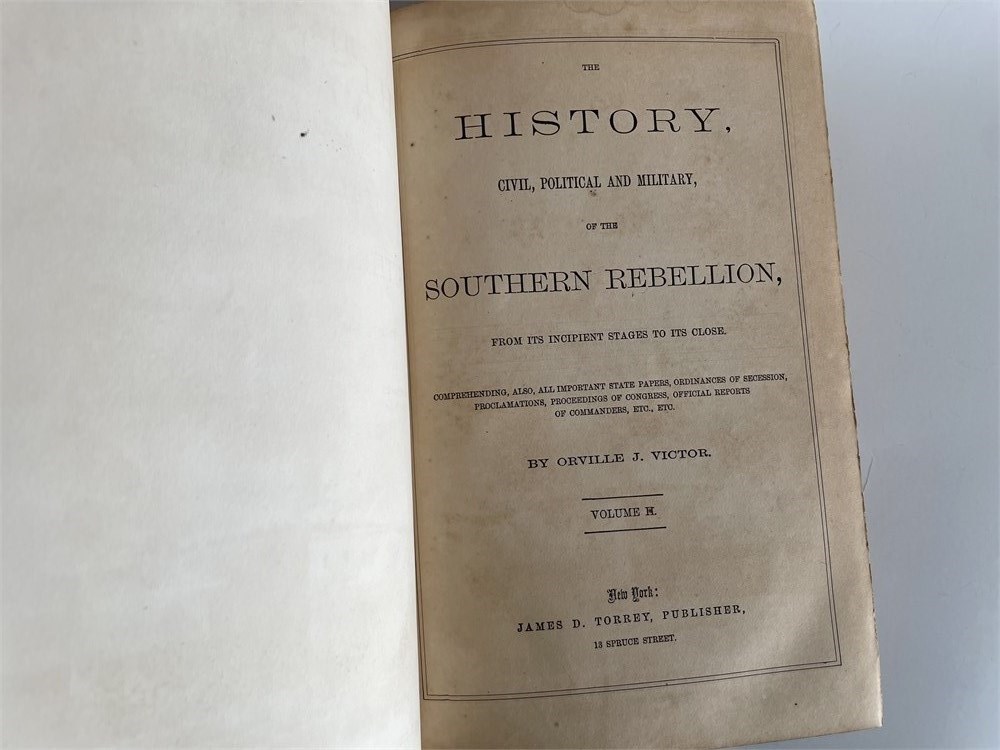 THE
HISTORY,
CIVIL, POLITICAL AND MILITARY,
OF THE
SOUTHERN REBELLION,
FROM ITS INCIPIENT STAGES TO ITS CLOSE.
COMPREHENDING, ALSO, ALL IMPORTANT STATE PAPERS, ORDINANCES OF SECESSION,
PROCLAMATIONS, PROCEEDINGS OF CONGRESS, OFFICIAL REPORTS
OF COMMANDERS, ETC., ETC.
BY ORVILLE J. VICTOR.
VOLUME
New York:
JAMES D. TORREY, PUBLISHER,
13 SPRUCE STREET.